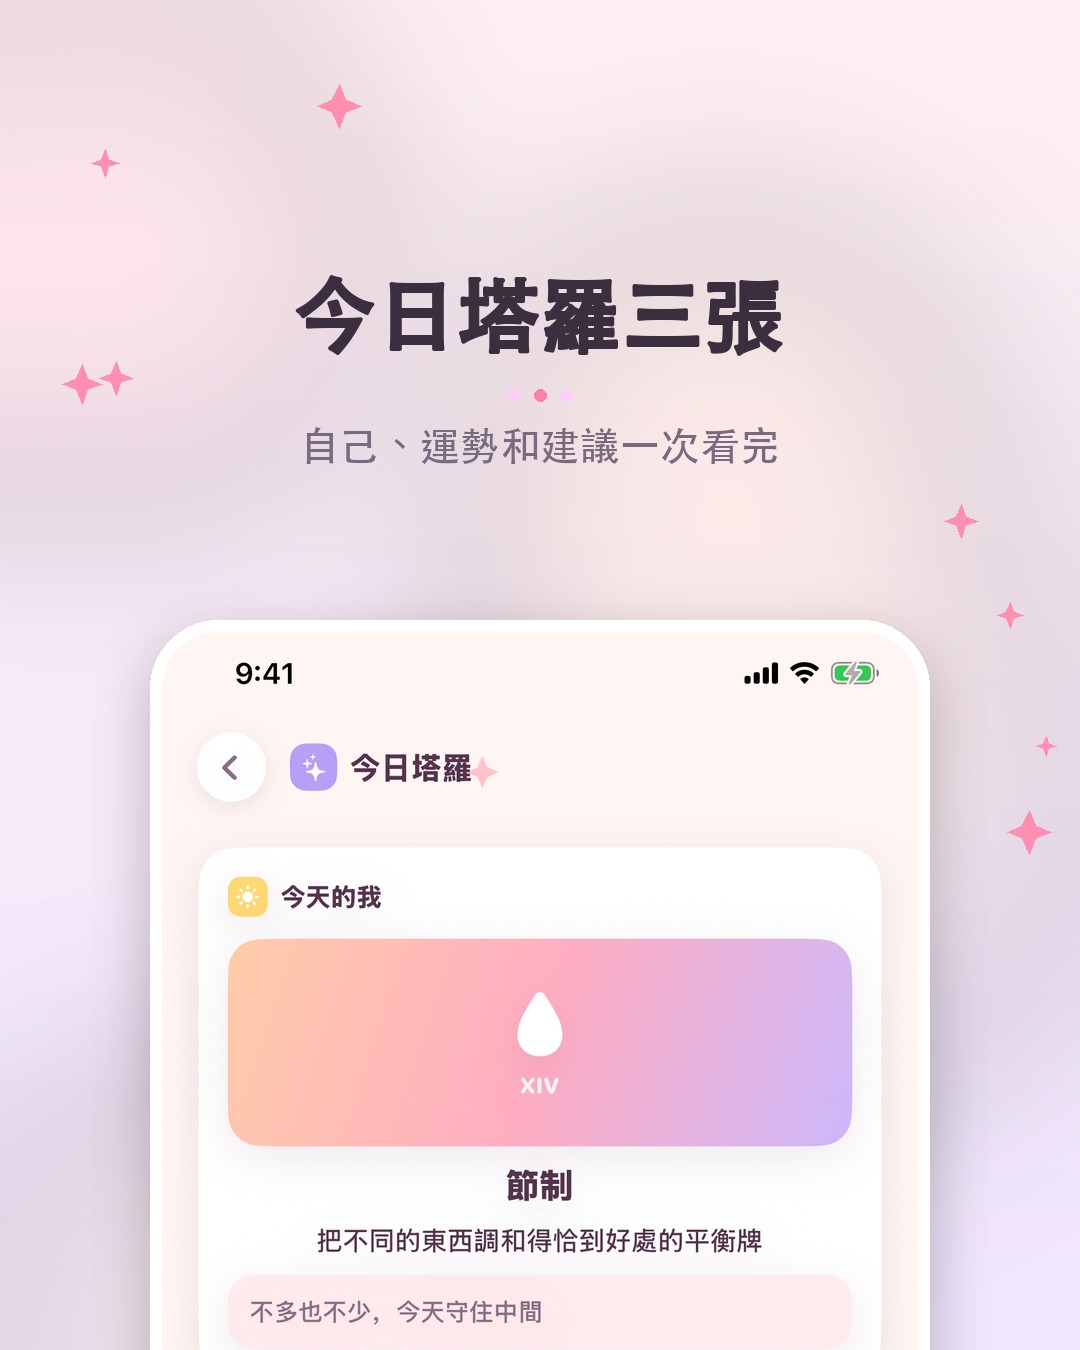 今日塔羅三張
自己、運勢和建議一次看完
9:41
今日塔羅
今天的我
XIV
節制
把不同的東西調和得恰到好處的平衡牌
不多也不少，今天守住中間